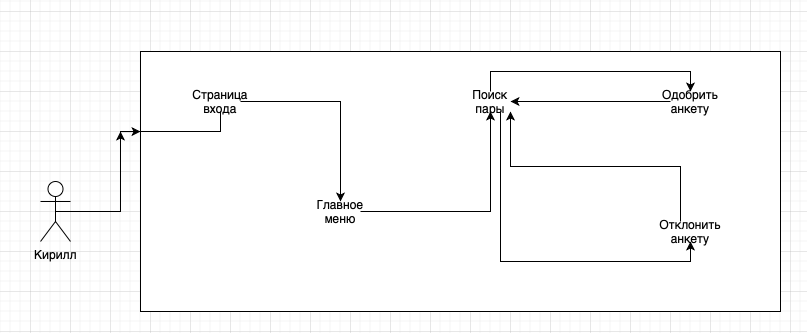 Страница
входа
Поиск
пары
Одобрить
анкету
Главное
меню
Отклонить
анкету
Кирилл